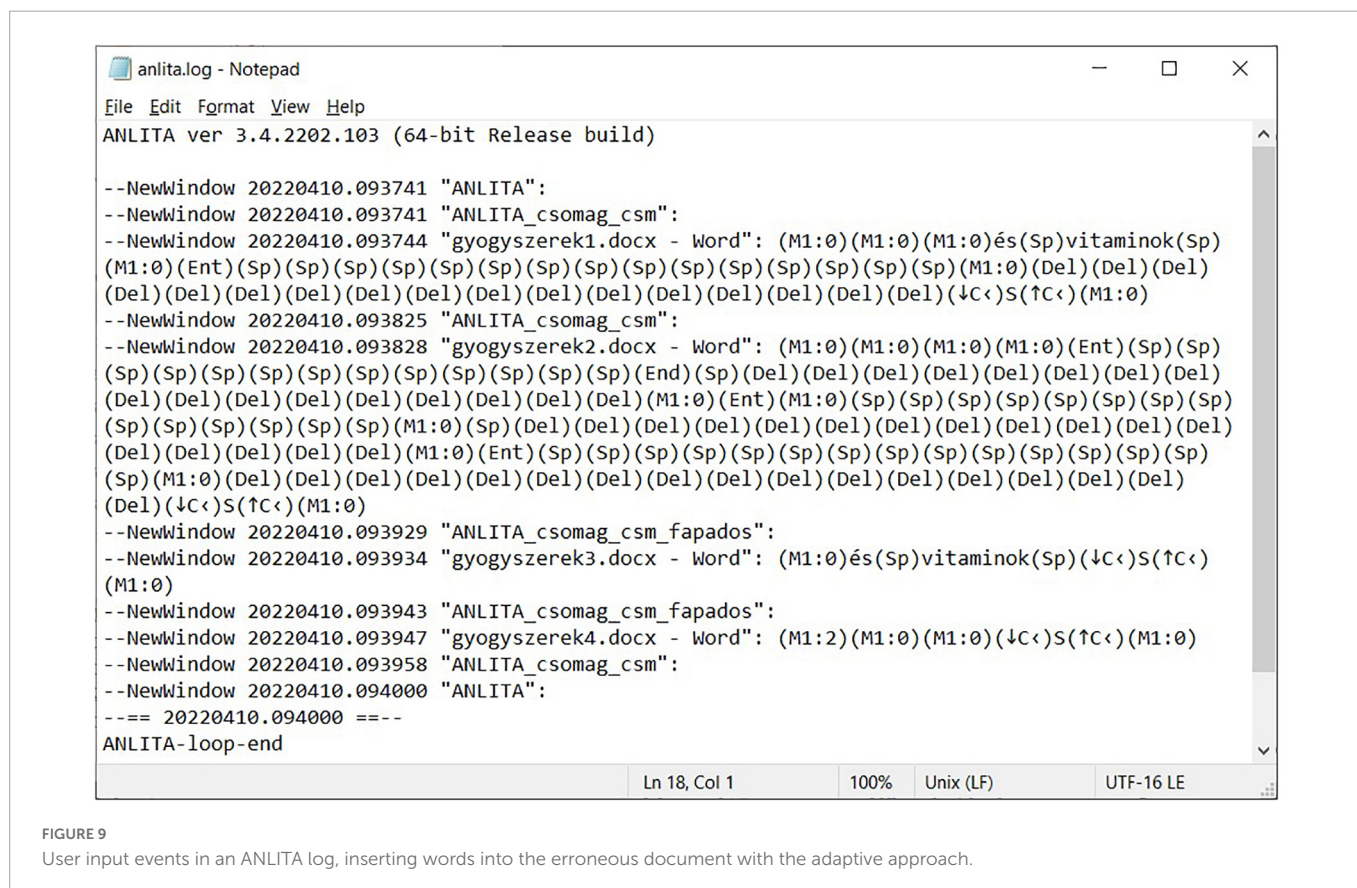 anlita.log - Notepad
File Edit Format View Help
ANLITA ver 3.4.2202.103 (64-bit Release build)
--NewWindow 20220410.093741 "ANLITA":
--NewWindow 20220410.093741 "ANLITA_csomag_csm":
--NewWindow 20220410.093744 "gyogyszerek1.docx - Word": (M1:0)(M1:0)(M1:0)és(Sp)vitaminok(Sp)
(M1:0)(Ent)(Sp)(Sp)(Sp)(Sp)(Sp)(Sp)(Sp)(Sp)(Sp)(Sp)(Sp)(Sp)(Sp)(Sp)(Sp)(M1:0)(Del)(Del)(Del)
(Del)(Del)(Del)(Del)(Del)(Del)(Del)(Del)(Del)(Del)(Del)(Del)(Del)(Del)(↓C‹)S(↑C‹)(M1:0)
--NewWindow 20220410.093825 "ANLITA_csomag_csm":
--NewWindow 20220410.093828 "gyogyszerek2.docx - Word": (M1:0)(M1:0)(M1:0)(M1:0)(Ent)(Sp)(Sp)
(Sp)(Sp)(Sp)(Sp)(Sp)(Sp)(Sp)(Sp)(Sp)(Sp)(Sp)(End)(Sp)(Del)(Del)(Del)(Del)(Del)(Del)(Del)(Del)
(Del)(Del)(Del)(Del)(Del)(Del)(Del)(Del)(Del)(M1:0)(Ent)(M1:0)(Sp)(Sp)(Sp)(Sp)(Sp)(Sp)(Sp)(Sp)
(Sp)(Sp)(Sp)(Sp)(Sp)(Sp)(M1:0)(Sp)(Del)(Del)(Del)(Del)(Del)(Del)(Del)(Del)(Del)(Del)(Del)(Del)
(Del)(Del)(Del)(Del)(Del)(M1:0)(Ent)(Sp)(Sp)(Sp)(Sp)(Sp)(Sp)(Sp)(Sp)(Sp)(Sp)(Sp)(Sp)(Sp)(Sp)
(Sp)(M1:0)(Del)(Del)(Del)(Del)(Del)(Del)(Del)(Del)(Del)(Del)(Del)(Del)(Del)(Del)(Del)(Del)
(Del)(↓C‹)S(↑C‹)(M1:0)
--NewWindow 20220410.093929 "ANLITA_csomag_csm_fapados":
--NewWindow 20220410.093934 "gyogyszerek3.docx - Word": (M1:0)és(Sp)vitaminok(Sp)(↓C‹)S(↑C‹)
(M1:0)
--NewWindow 20220410.093943 "ANLITA_csomag_csm_fapados":
--NewWindow 20220410.093947 "gyogyszerek4.docx - Word": (M1:2)(M1:0)(M1:0)(↓C‹)S(↑C‹)(M1:0)
--NewWindow 20220410.093958 "ANLITA_csomag_csm":
--NewWindow 20220410.094000 "ANLITA":
--== 20220410.094000 ==--
ANLITA-loop-end
Ln 18, Col 1 100% Unix (LF) UTF-16 LE
FIGURE 9
User input events in an ANLITA log, inserting words into the erroneous document with the adaptive approach.